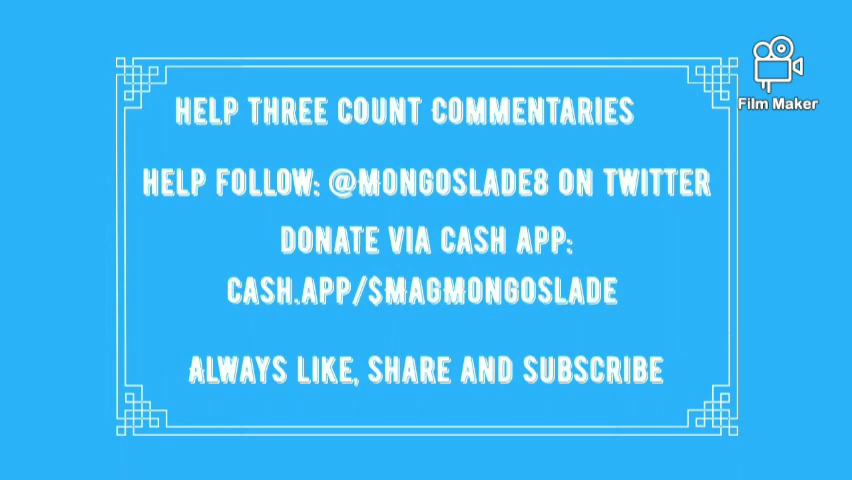 HELP THREE COUNT COMMENTARIES
HELP FOLLOW: @MONGOSLADE8 ON TWITTER
DONATE VIA CASH APP:
CASH.APP/$MAGMONGOSLADE
ALWAYS LIKE, SHARE AND SUBSCRIBE
Film Maker